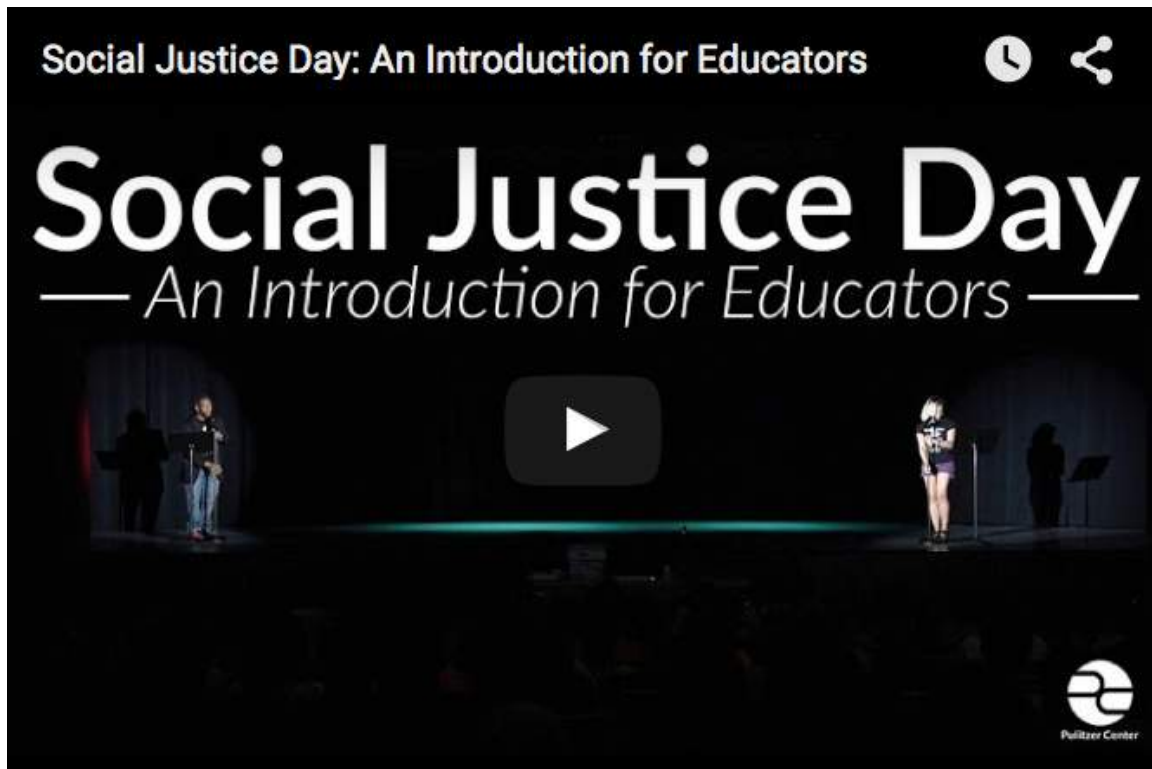 Social Justice Day: An Introduction for Educators
Social Justice Day
An Introduction for Educators
Pulitzer Center